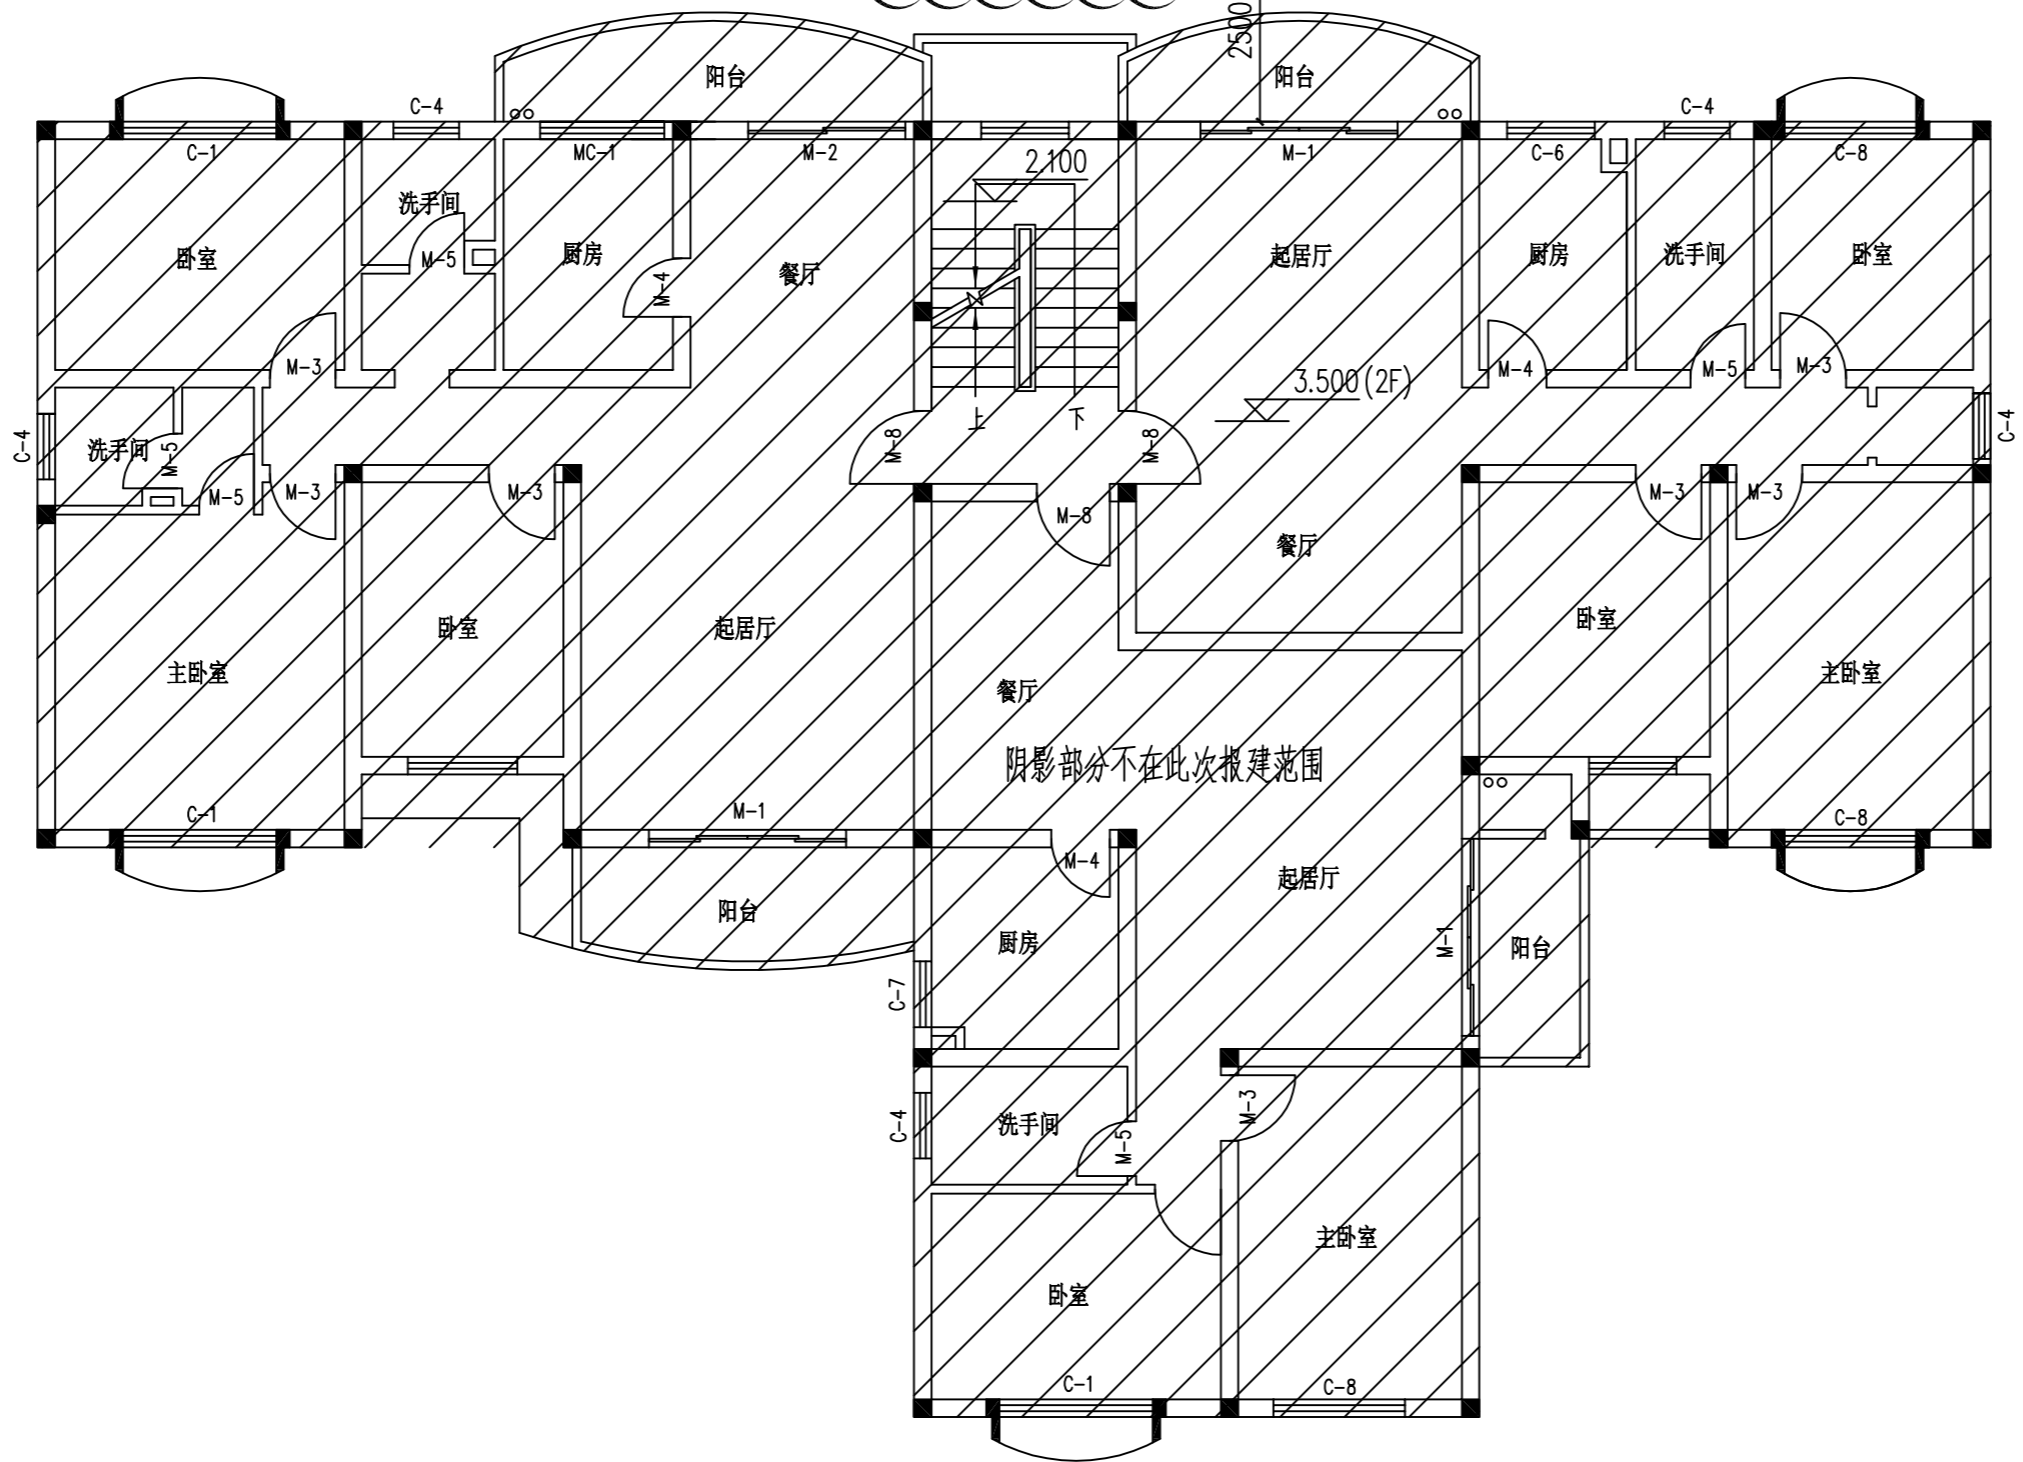 2500
阳台
阳台
C-4
C-4
C-1
MC-1
M-2
M-1
C-6
C-8
2.100
洗手间
卧室
M-5
厨房
M-4
餐厅
起居厅
厨房
洗手间
卧室
M-3
3.500(2F)
M-4
M-5
M-3
上
下
C-4
洗手间
M-5
M-5
M-3
M-3
M-8
M-8
M-8
C-4
M-3
M-3
餐厅
卧室
起居厅
卧室
主卧室
餐厅
主卧室
阴影部分不在此次报建范围
C-1
M-1
C-8
M-4
起居厅
阳台
厨房
M-1
阳台
C-7
C-4
洗手间
M-5
M-3
主卧室
卧室
C-1
C-8